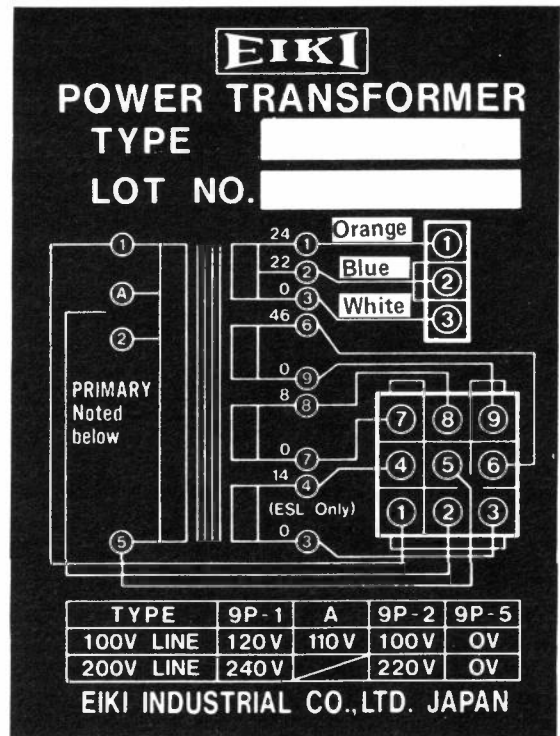 EIKI
POWER TRANSFORMER
TYPE
LOT NO.
24 1 Orange 1
1
22 2 Blue 2
A
0 3 White 3
46 6
2
0 9
8 8
PRIMARY
Noted
below
7 8 9
0 7
14 4
4 5 6
(ESL Only)
1 2 3
5
0 3
TYPE 9P-1 A 9P-2 9P-5
100V LINE 120V 110V 100V 0V
200V LINE 240V 220V 0V
EIKI INDUSTRIAL CO.,LTD. JAPAN